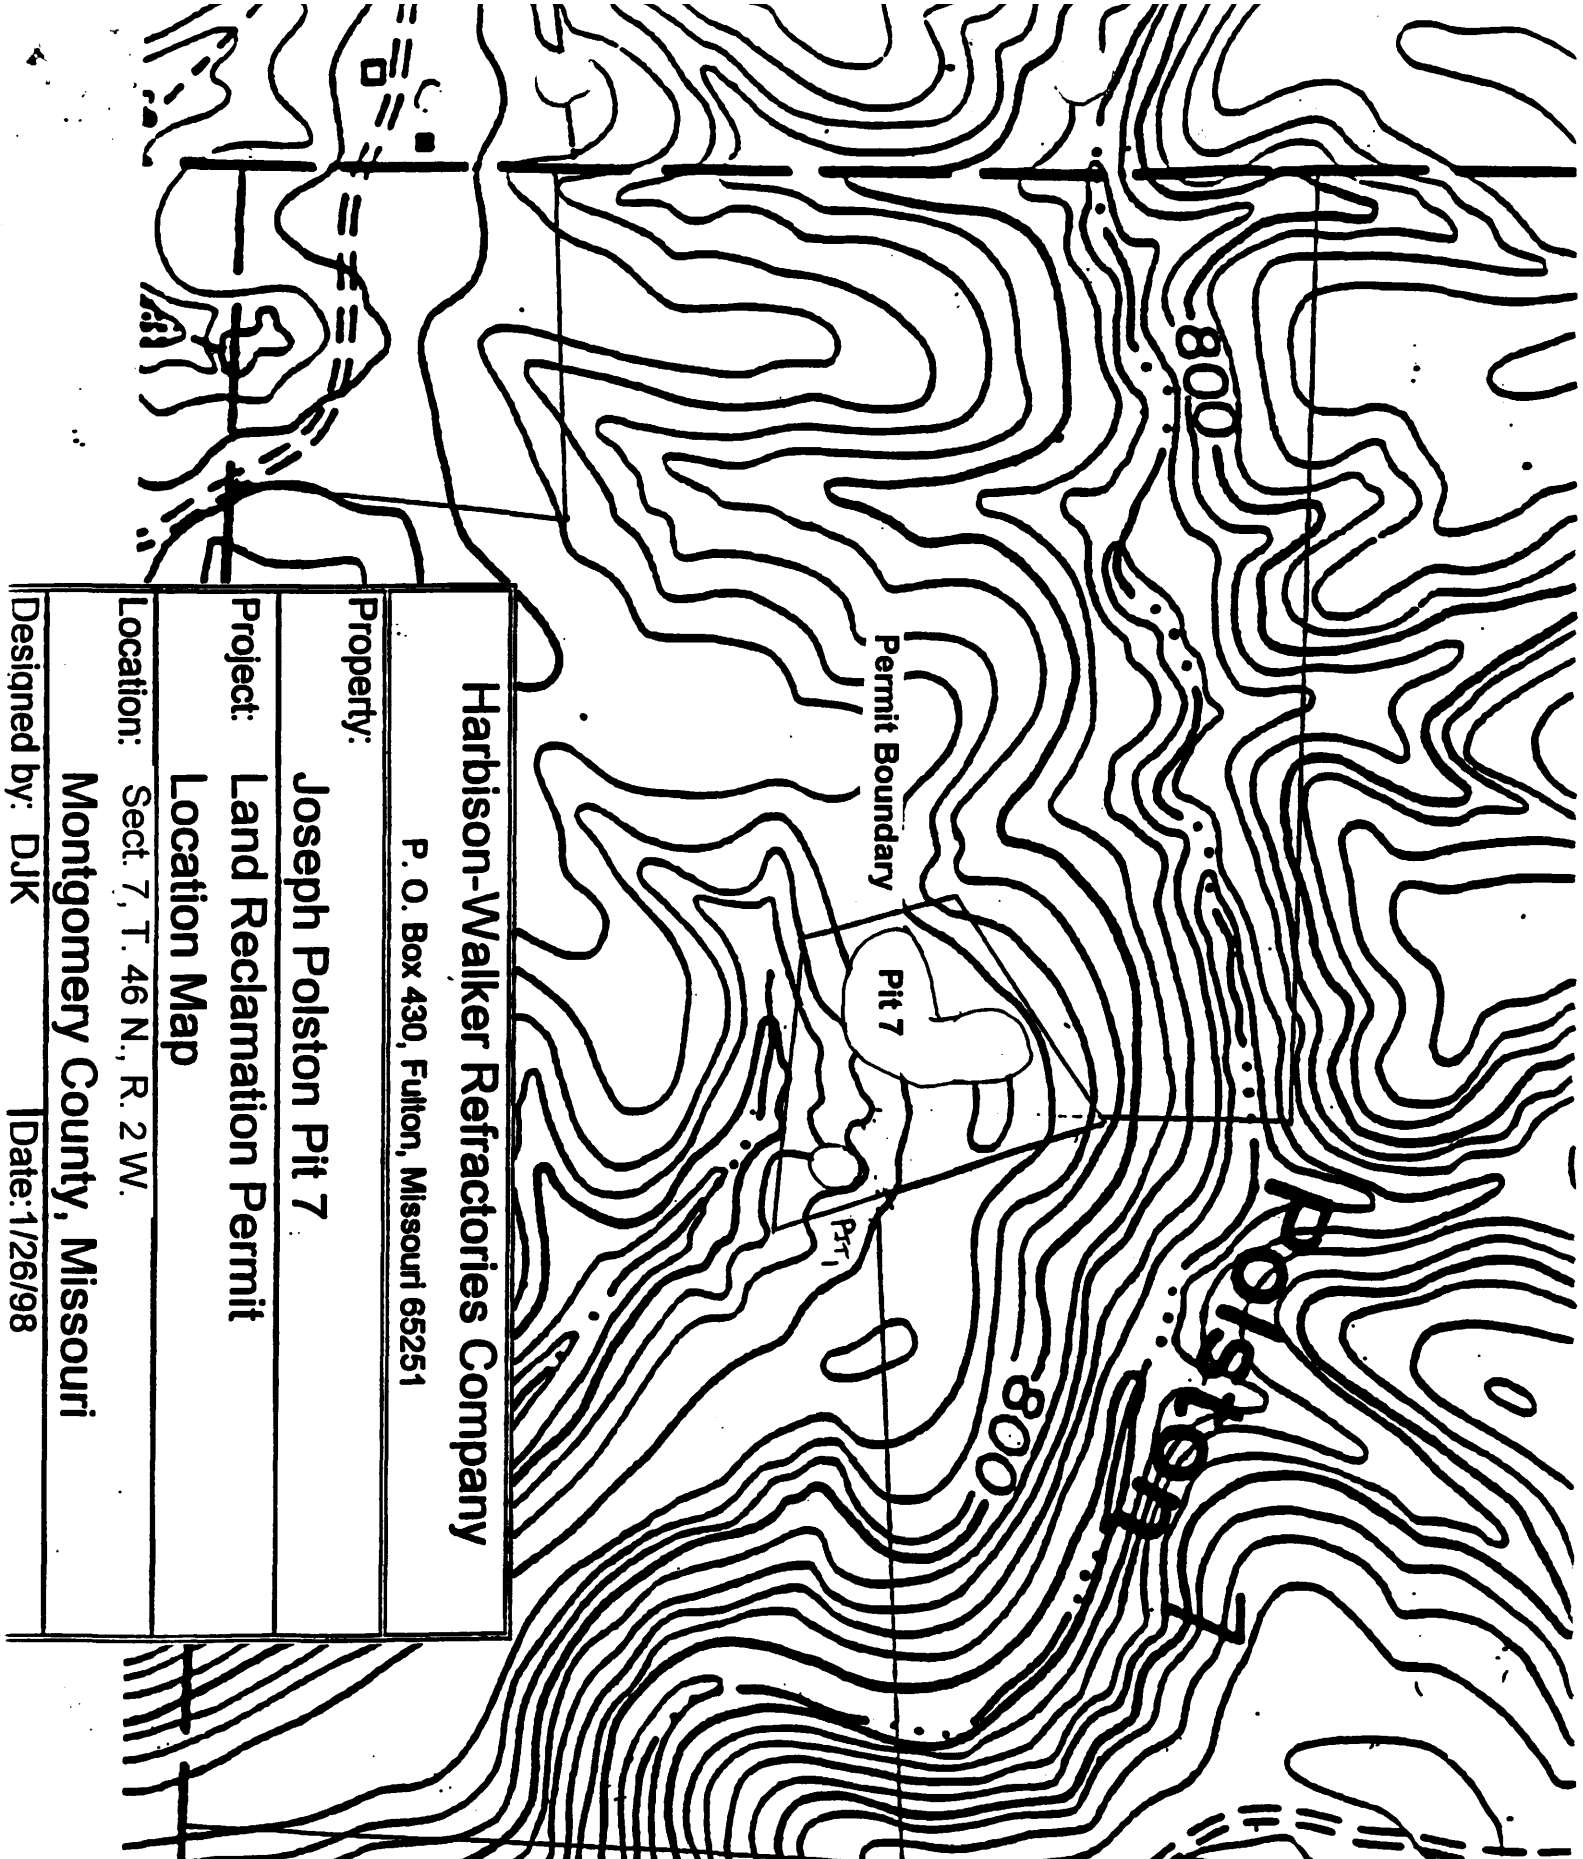 800
Permit Boundary
Pit 7
PIT 1
Polston
800
7
Harbison-Walker Refractories Company
P. O. Box 430, Fulton, Missouri 65251
Property:
Joseph Polston Pit 7
Project: Land Reclamation Permit
Location Map
Location: Sect. 7, T. 46 N., R. 2 W.
Montgomery County, Missouri
Designed by: DJK Date:1/26/98